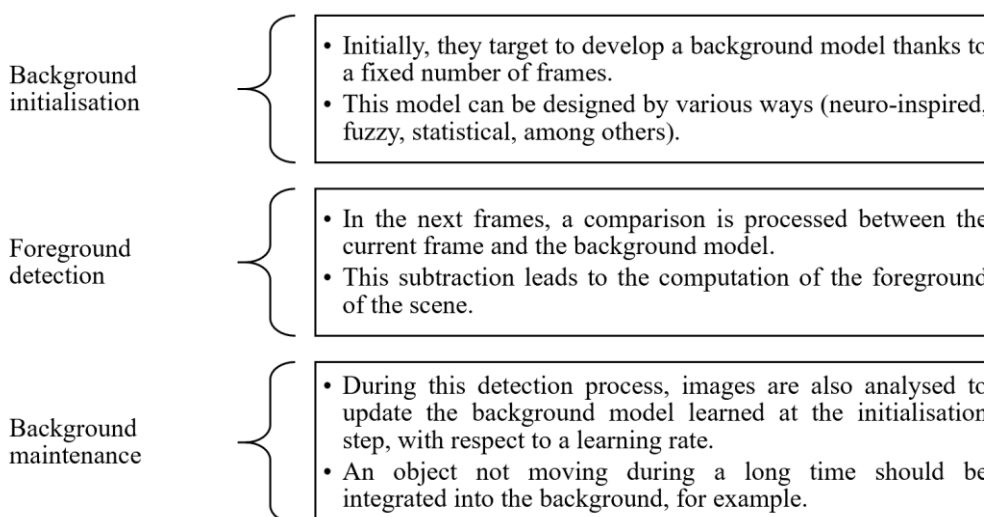 Background
initialisation
• Initially, they target to develop a background model thanks to
a fixed number of frames.
• This model can be designed by various ways (neuro-inspired,
fuzzy, statistical, among others).
Foreground
detection
• In the next frames, a comparison is processed between the
current frame and the background model.
• This subtraction leads to the computation of the foreground
of the scene.
Background
maintenance
• During this detection process, images are also analysed to
update the background model learned at the initialisation
step, with respect to a learning rate.
• An object not moving during a long time should be
integrated into the background, for example.